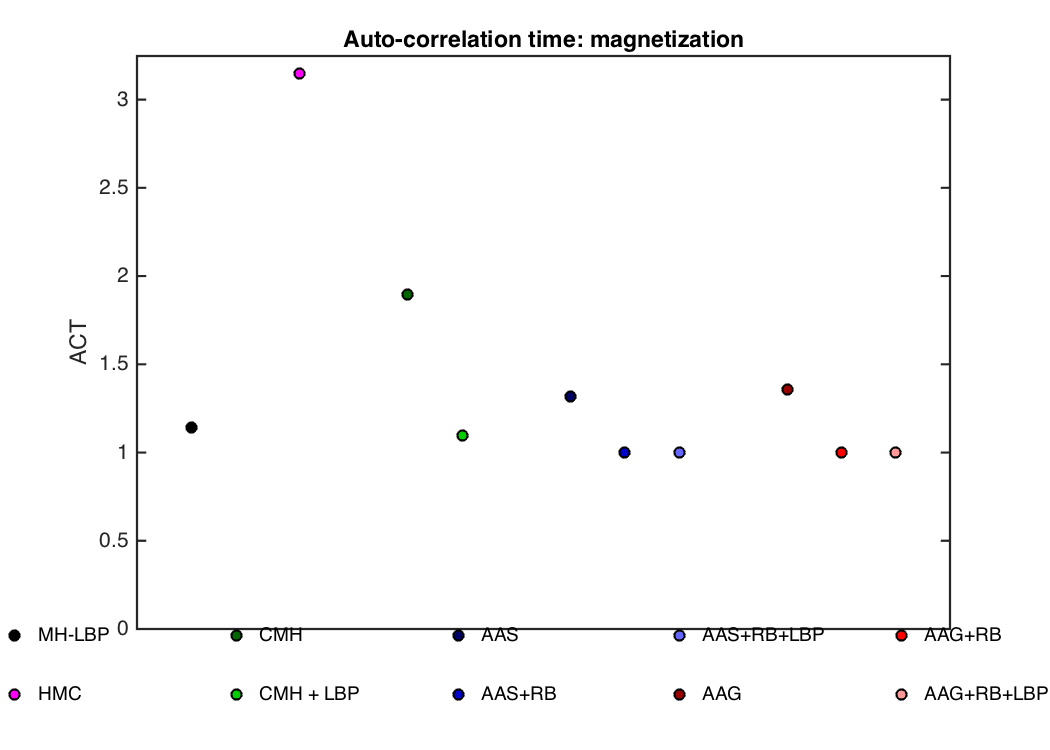 Auto-correlation time: magnetization
3
2.5
2
1.5
1
0.5
0
ACT
MH-LBP
CMH
AAS
AAS+RB+LBP
AAG+RB
HMC
CMH + LBP
AAS+RB
AAG
AAG+RB+LBP